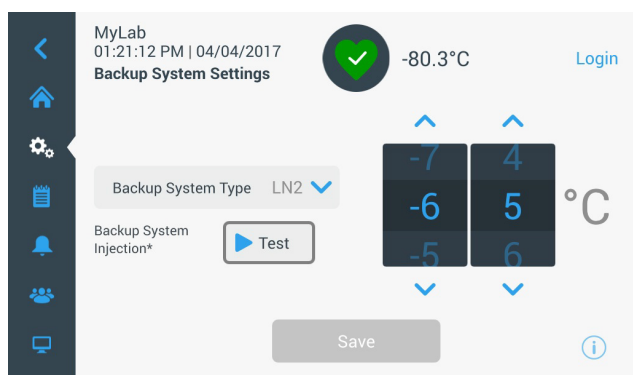 MyLab
01:21:12 PM | 04/04/2017
Backup System Settings
-80.3°C
Login
Backup System Type LN2
Backup System
Injection*
Test
-7 4
-6 5 °C
-5 6
Save
i